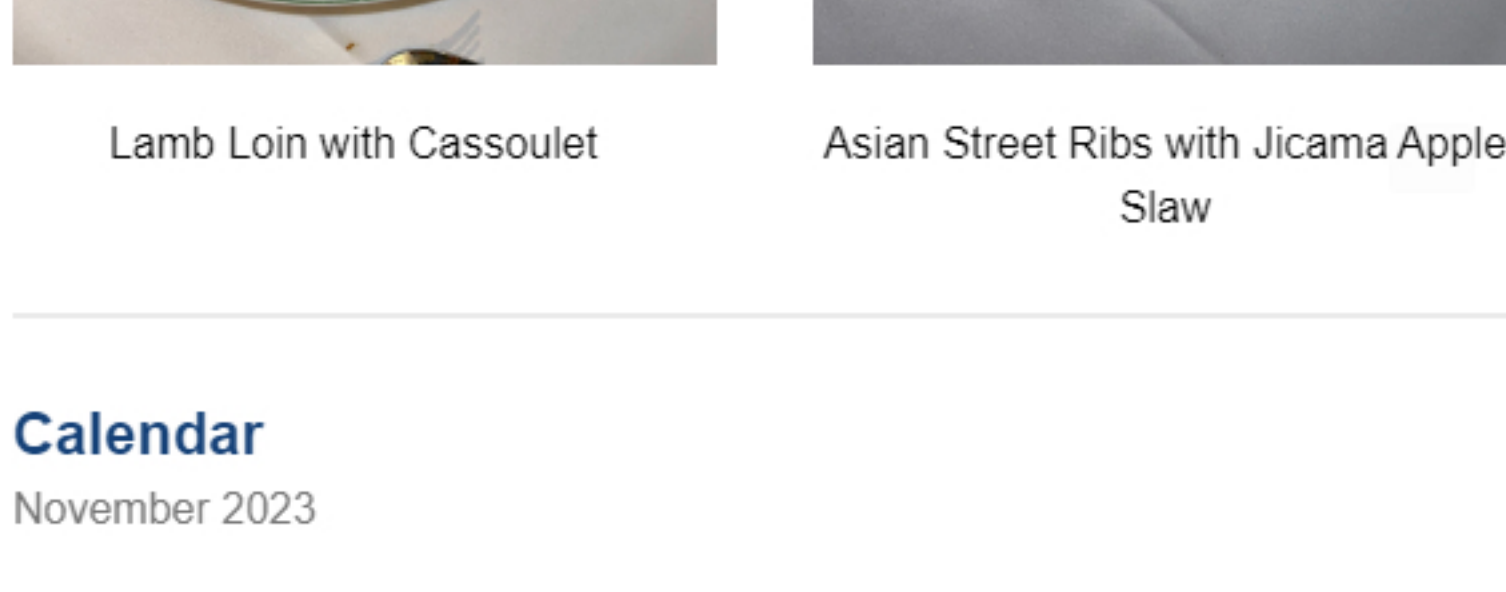 Lamb Loin with Cassoulet
Asian Street Ribs with Jicama Apple
Slaw
Calendar
November 2023